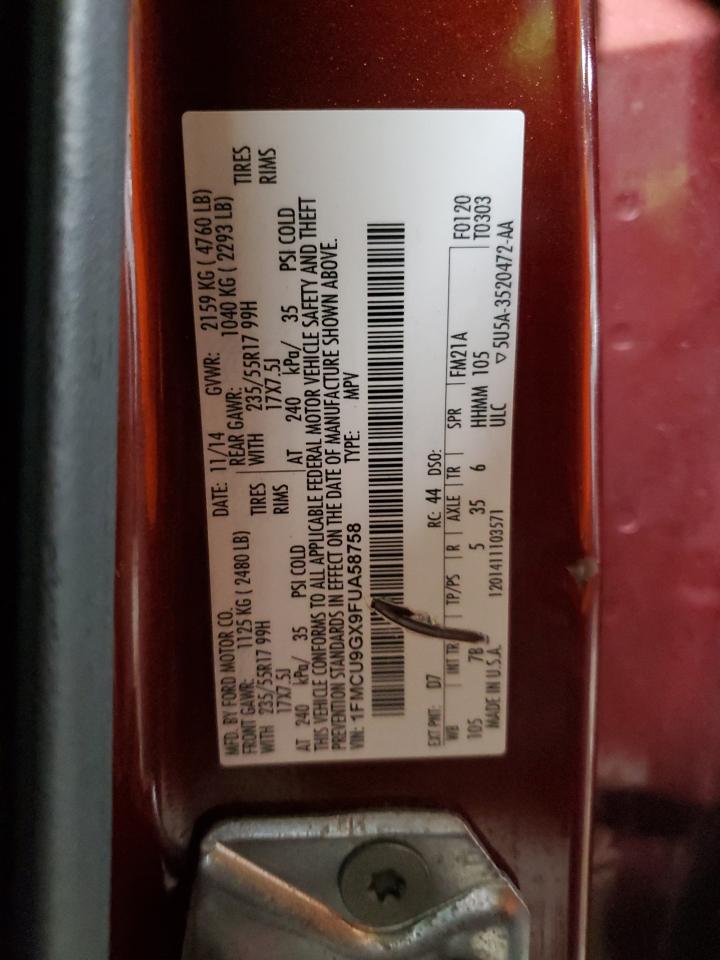 MFD. BY FORD MOTOR CO.
DATE: 11/14 GVWR: 2159 KG ( 4760 LB)
FRONT GAWR: 1125 KG ( 2480 LB)
REAR GAWR: 1040 KG ( 2293 LB)
WITH 235/55R17 99H TIRES
WITH 235/55R17 99H TIRES
17X7.5J RIMS
17X7.5J RIMS
AT 240 kPa/ 35 PSI COLD
AT 240 kPa/ 35 PSI COLD
THIS VEHICLE CONFORMS TO ALL APPLICABLE FEDERAL MOTOR VEHICLE SAFETY AND THEFT
PREVENTION STANDARDS IN EFFECT ON THE DATE OF MANUFACTURE SHOWN ABOVE.
VIN: 1FMCU9GX9FUA58758 TYPE: MPV
EXT PNT: D7 RC: 44 DSO: F0120
WB INT TR TP/PS R AXLE TR SPR FM21A T0303
105 7B 5 35 6 HHMM 105
MADE IN U.S.A. 1201411103571 ULC ▽5U5A-3520472-AA